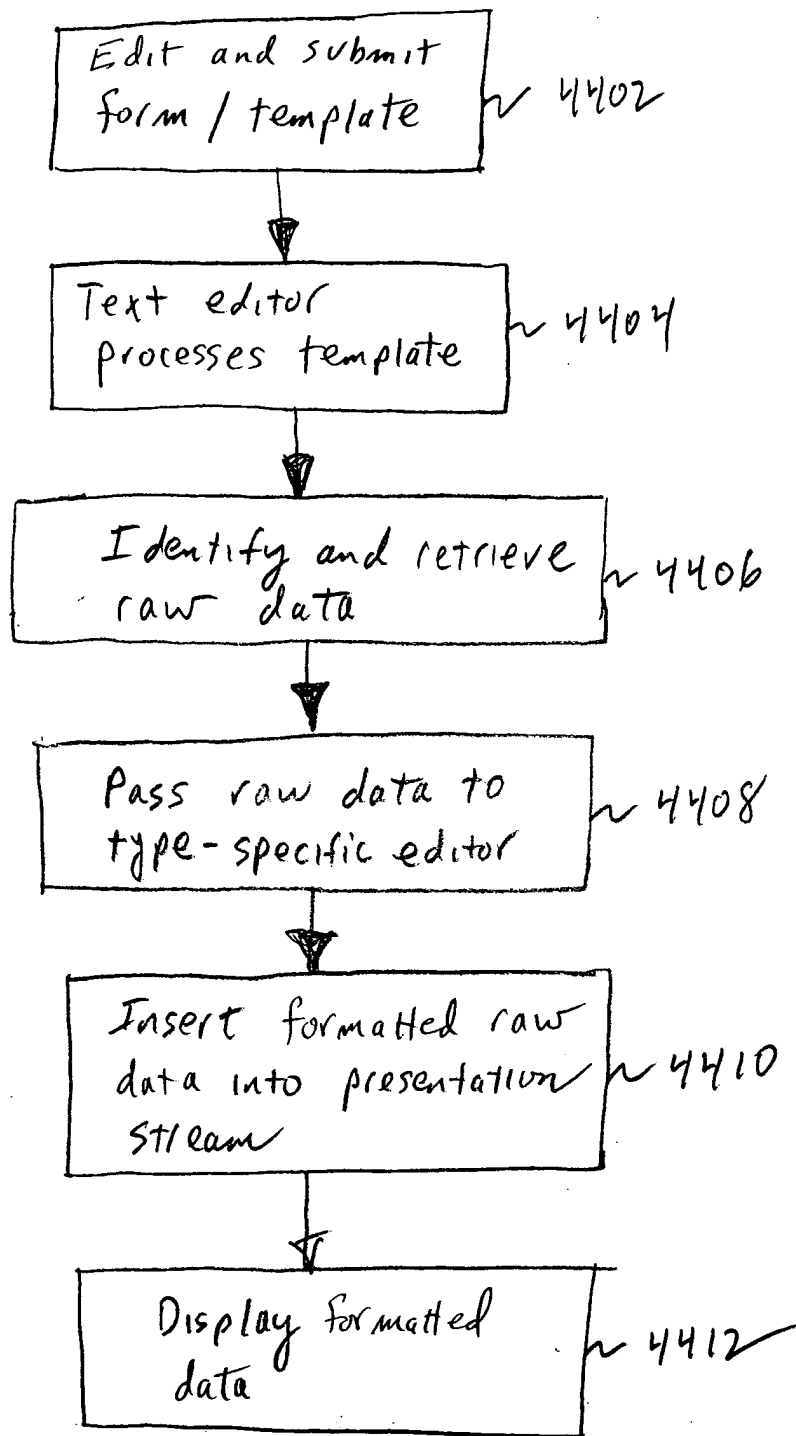 Edit and submit
form / template
4402
Text editor
processes template
4404
Identify and retrieve
raw data
4406
Pass raw data to
type-specific editor
4408
Insert formatted raw
data into presentation
stream
4410
Display formatted
data
4412